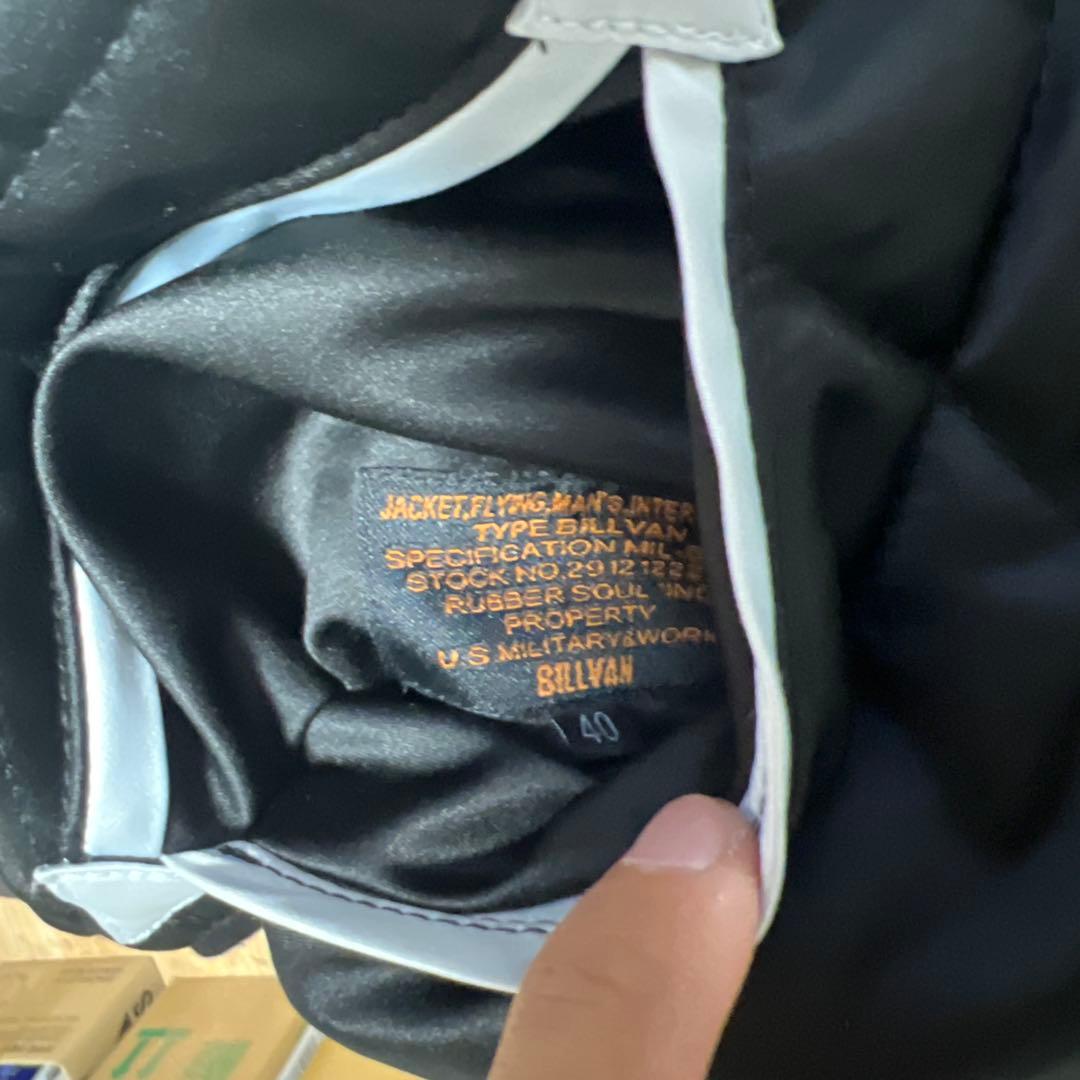 JACKET,FLYING,MAN'S,INTER
TYPE BILLVAN
SPECIFICATION MIL
STOCK NO.29 12 12
RUBBER SOUL INC
PROPERTY
U.S.MILITARY&WORK
BILLVAN
40